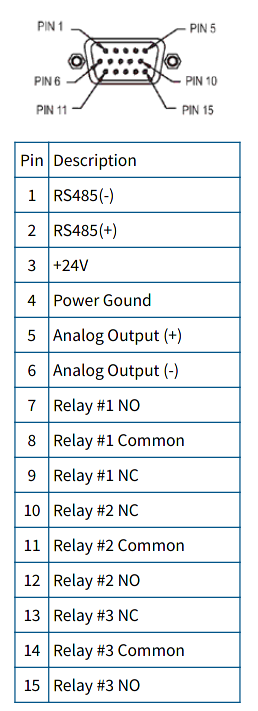 PIN 1
PIN 5
PIN 6
PIN 10
PIN 11
PIN 15
Pin Description
1 RS485(-)
2 RS485(+)
3 +24V
4 Power Gound
5 Analog Output (+)
6 Analog Output (-)
7 Relay #1 NO
8 Relay #1 Common
9 Relay #1 NC
10 Relay #2 NC
11 Relay #2 Common
12 Relay #2 NO
13 Relay #3 NC
14 Relay #3 Common
15 Relay #3 NO